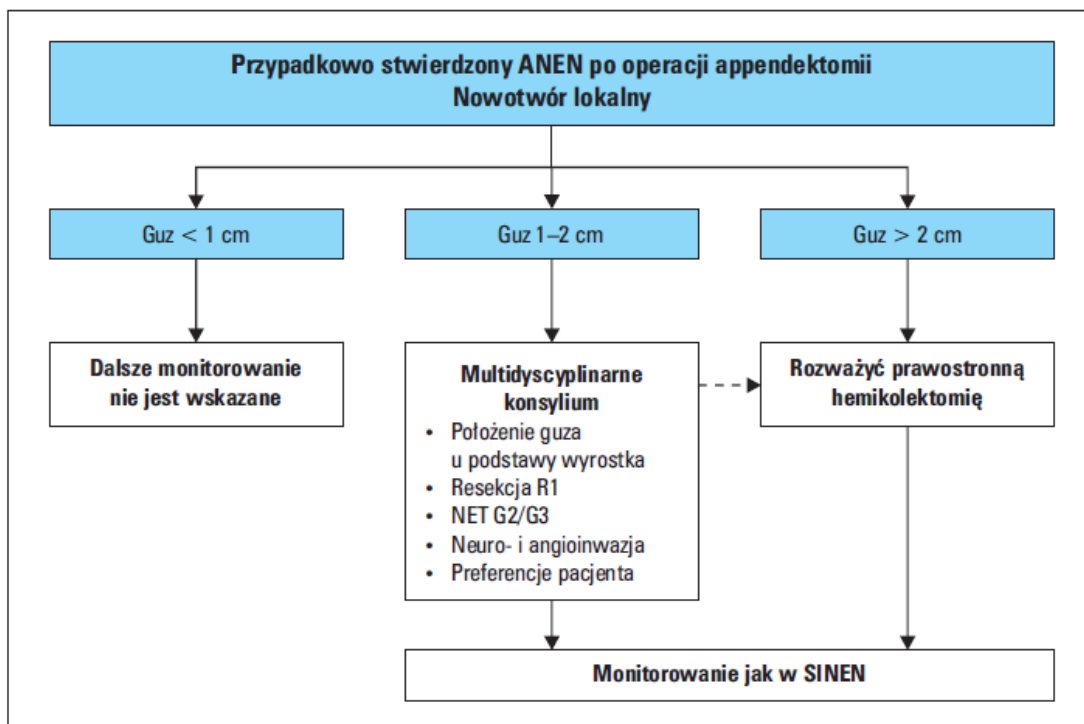 Przypadkowo stwierdzony ANEN po operacji appendektomii
Nowotwór lokalny
Guz < 1 cm
Guz 1–2 cm
Guz > 2 cm
Dalsze monitorowanie
nie jest wskazane
Multidyscyplinarne
konsylium
• Położenie guza
u podstawy wyrostka
• Resekcja R1
• NET G2/G3
• Neuro- i angioinwazja
• Preferencje pacjenta
Rozważyć prawostronną
hemikolektomię
Monitorowanie jak w SINEN